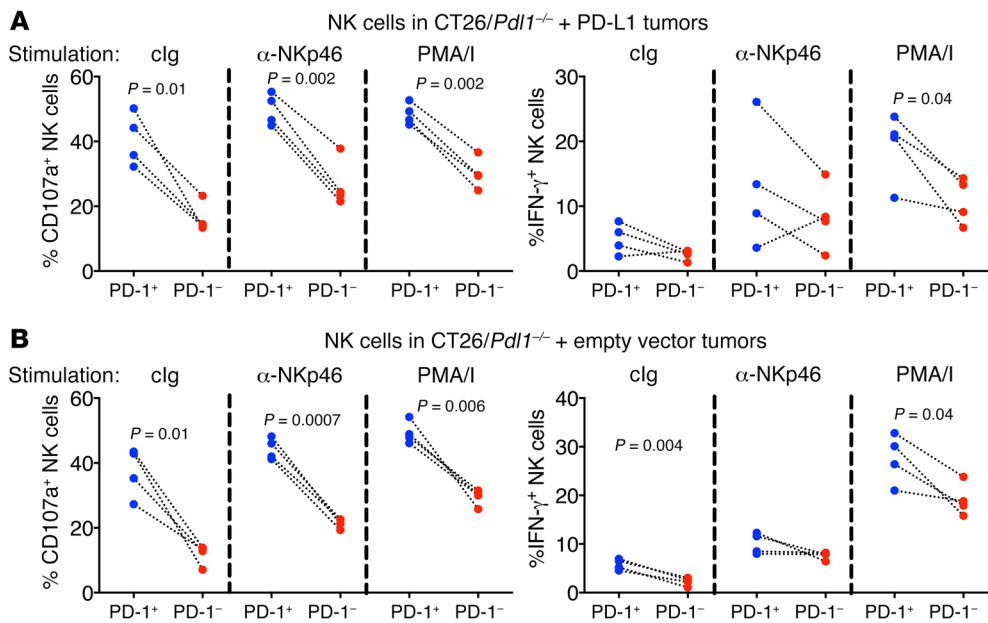 A
NK cells in CT26/Pdl1⁻/⁻ + PD-L1 tumors
Stimulation: cIg α-NKp46 PMA/I cIg α-NKp46 PMA/I
% CD107a⁺ NK cells
60
40
20
0
P = 0.01
P = 0.002
P = 0.002
PD-1⁺ PD-1⁻ PD-1⁺ PD-1⁻ PD-1⁺ PD-1⁻
%IFN-γ⁺ NK cells
30
20
10
0
P = 0.04
PD-1⁺ PD-1⁻ PD-1⁺ PD-1⁻ PD-1⁺ PD-1⁻
B
NK cells in CT26/Pdl1⁻/⁻ + empty vector tumors
Stimulation: cIg α-NKp46 PMA/I cIg α-NKp46 PMA/I
% CD107a⁺ NK cells
60
40
20
0
P = 0.01
P = 0.0007
P = 0.006
PD-1⁺ PD-1⁻ PD-1⁺ PD-1⁻ PD-1⁺ PD-1⁻
%IFN-γ⁺ NK cells
40
30
20
10
0
P = 0.004
P = 0.04
PD-1⁺ PD-1⁻ PD-1⁺ PD-1⁻ PD-1⁺ PD-1⁻